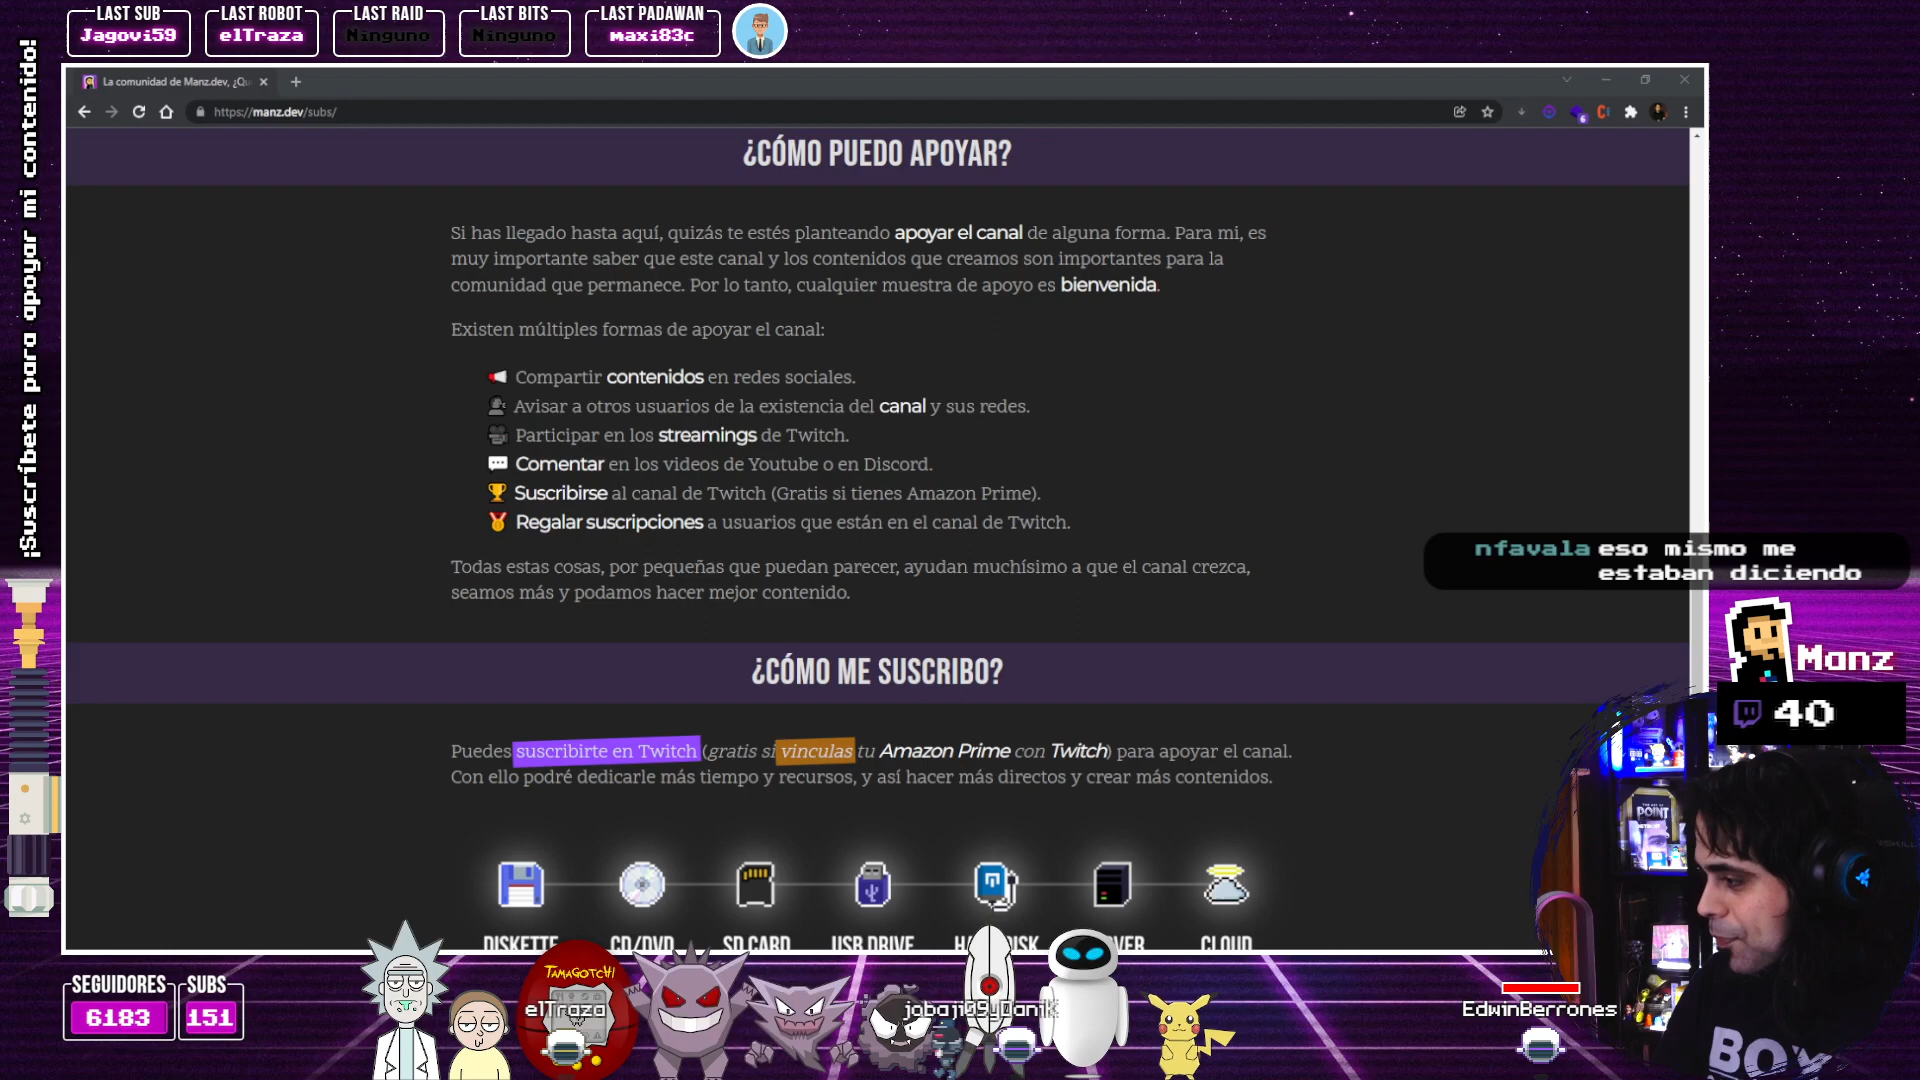 LAST SUB
Jagovi59
LAST ROBOT
elTraza
LAST RAID
Ninguno
LAST BITS
Ninguno
LAST PADAWAN
maxi83c
¡Suscríbete para apoyar mi contenido!
La comunidad de Manz.dev, ¿Qu
https://manz.dev/subs/
6
¿CÓMO PUEDO APOYAR?
Si has llegado hasta aquí, quizás te estés planteando apoyar el canal de alguna forma. Para mi, es
muy importante saber que este canal y los contenidos que creamos son importantes para la
comunidad que permanece. Por lo tanto, cualquier muestra de apoyo es bienvenida.
Existen múltiples formas de apoyar el canal:
Compartir contenidos en redes sociales.
Avisar a otros usuarios de la existencia del canal y sus redes.
Participar en los streamings de Twitch.
Comentar en los videos de Youtube o en Discord.
Suscribirse al canal de Twitch (Gratis si tienes Amazon Prime).
Regalar suscripciones a usuarios que están en el canal de Twitch.
Todas estas cosas, por pequeñas que puedan parecer, ayudan muchísimo a que el canal crezca,
seamos más y podamos hacer mejor contenido.
nfavala eso mismo me
estaban diciendo
Manz
40
¿CÓMO ME SUSCRIBO?
Puedes suscribirte en Twitch (gratis si vinculas tu Amazon Prime con Twitch) para apoyar el canal.
Con ello podré dedicarle más tiempo y recursos, y así hacer más directos y crear más contenidos.
POINT
DISKETTE
CD/DVD
SD CARD
USB DRIVE
CLOUD
SEGUIDORES
6183
SUBS
151
TAMAGOTCHI
elTraza
EdwinBerrones
BOX